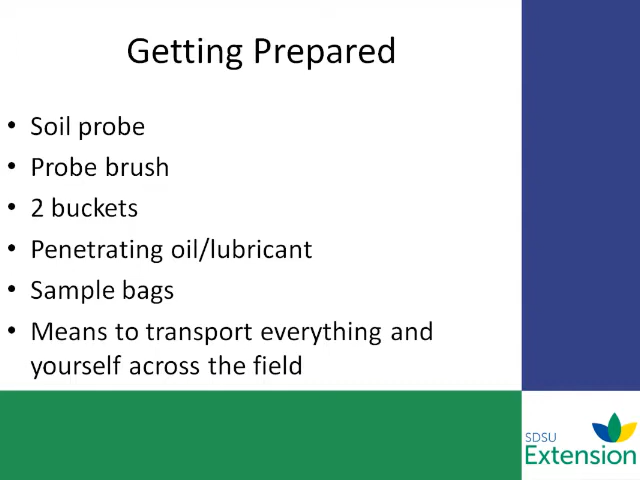 Getting Prepared
• Soil probe
• Probe brush
• 2 buckets
• Penetrating oil/lubricant
• Sample bags
• Means to transport everything and
yourself across the field
SDSU
Extension